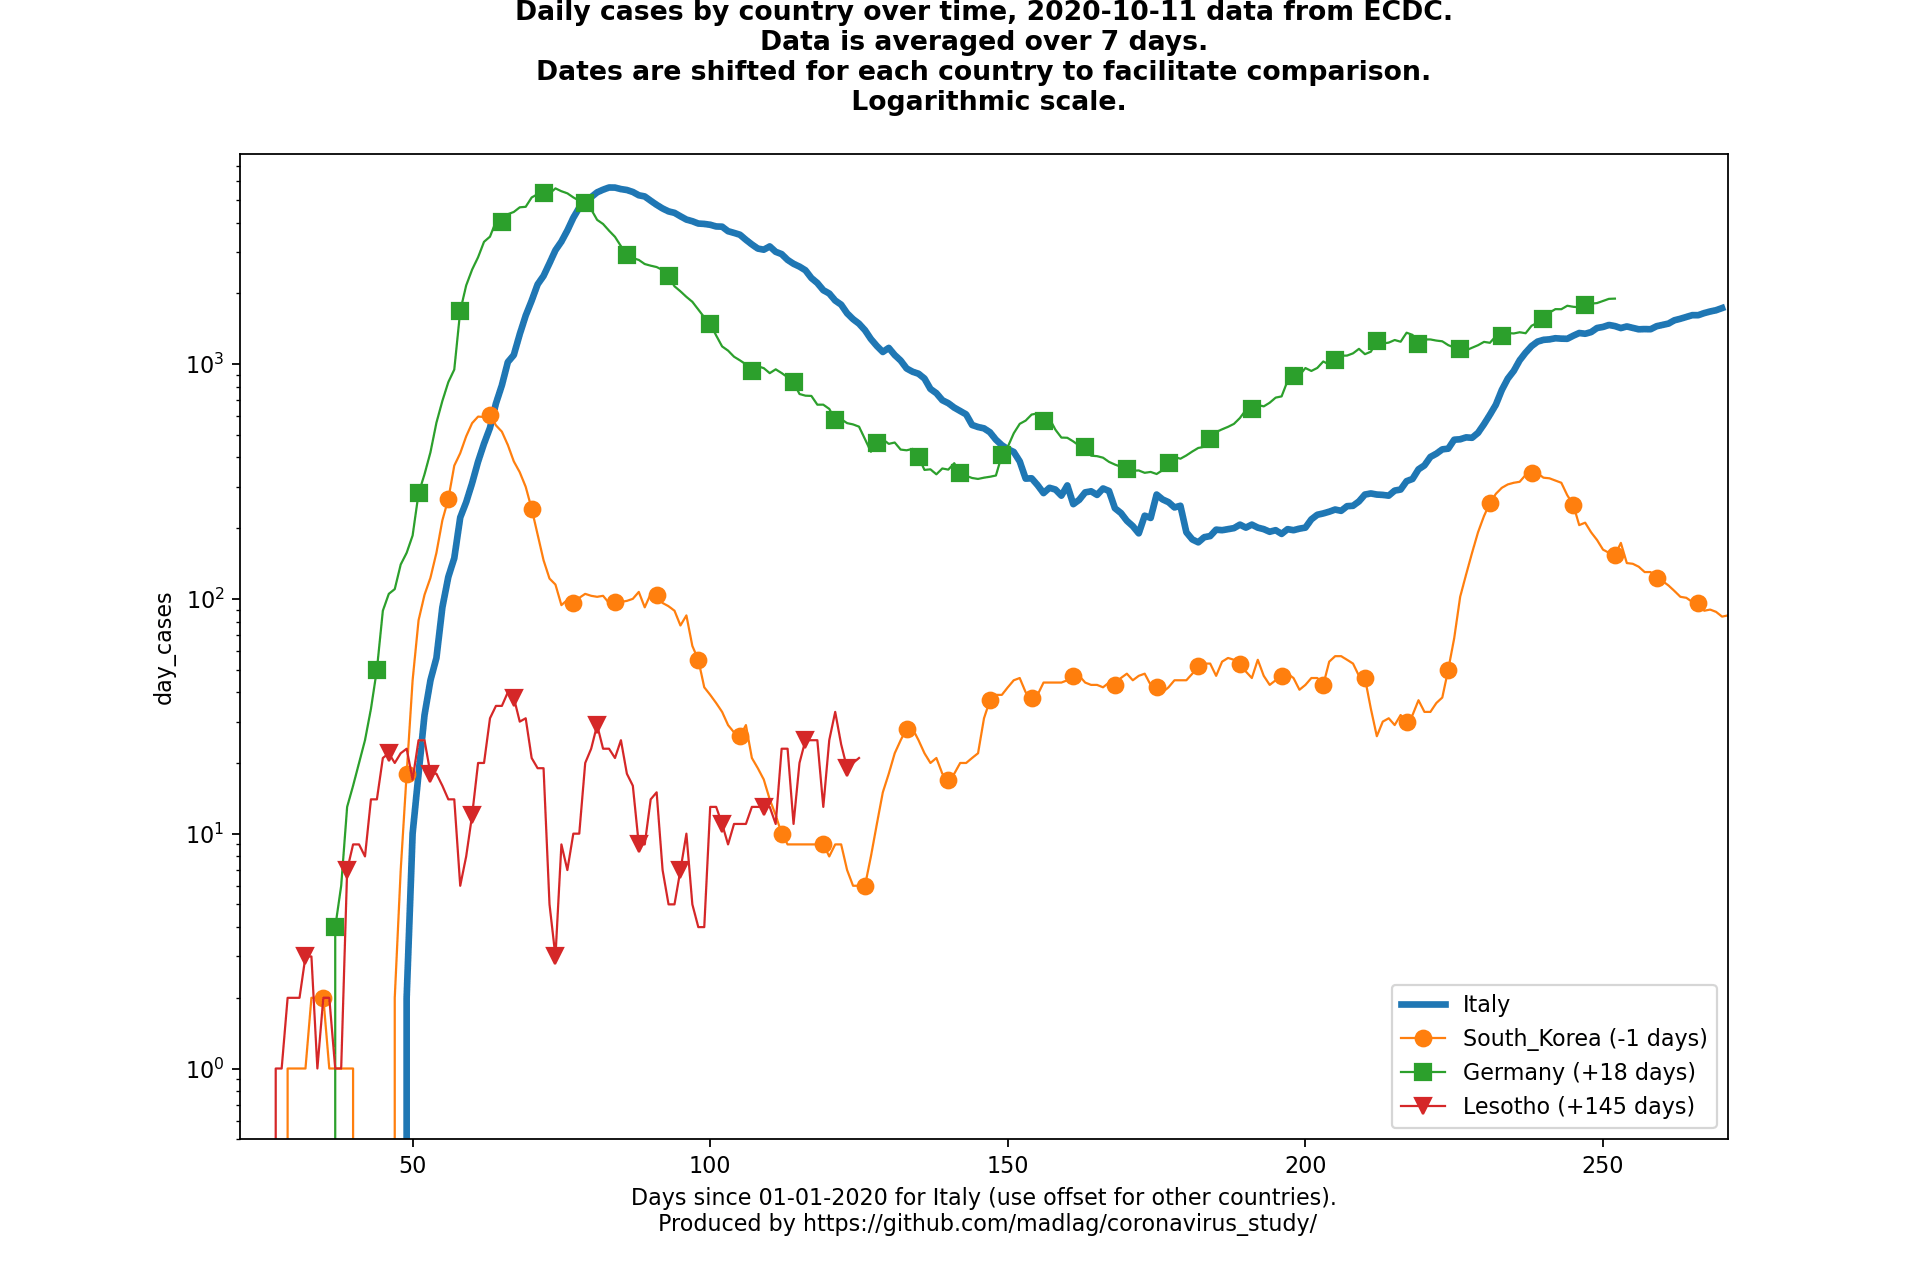 Daily cases by country over time, 2020-10-11 data from ECDC.
Data is averaged over 7 days.
Dates are shifted for each country to facilitate comparison.
Logarithmic scale.
day_cases
10³
10²
10¹
10⁰
50
100
150
200
250
Italy
South_Korea (-1 days)
Germany (+18 days)
Lesotho (+145 days)
Days since 01-01-2020 for Italy (use offset for other countries).
Produced by https://github.com/madlag/coronavirus_study/